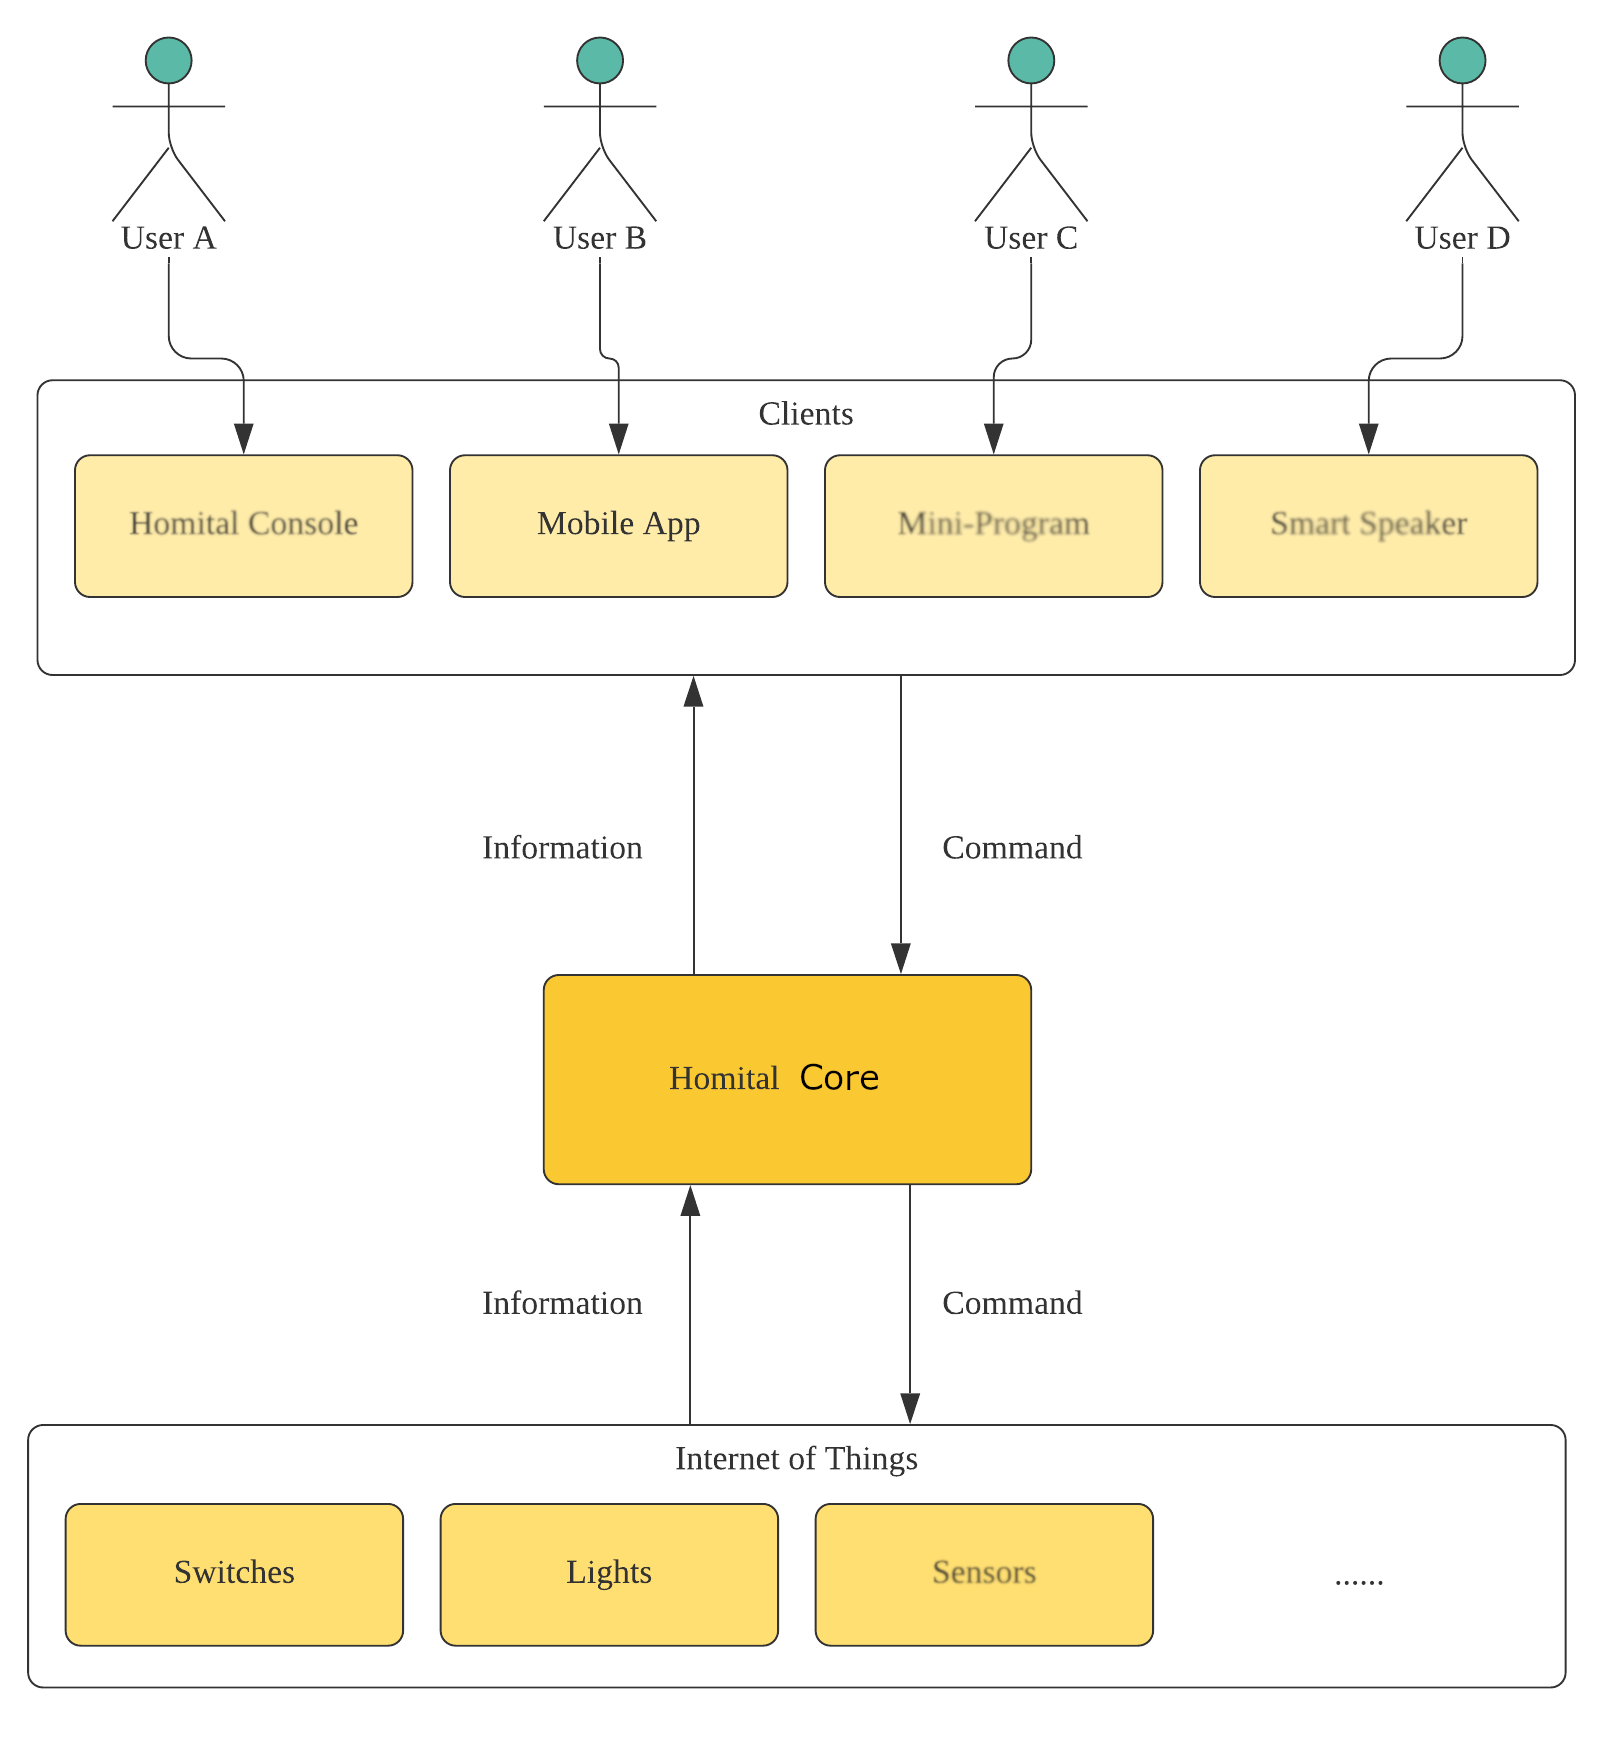 User A
User B
User C
User D
Clients
Homital Console
Mobile App
Mini-Program
Smart Speaker
Information
Command
Homital Core
Information
Command
Internet of Things
Switches
Lights
Sensors
......